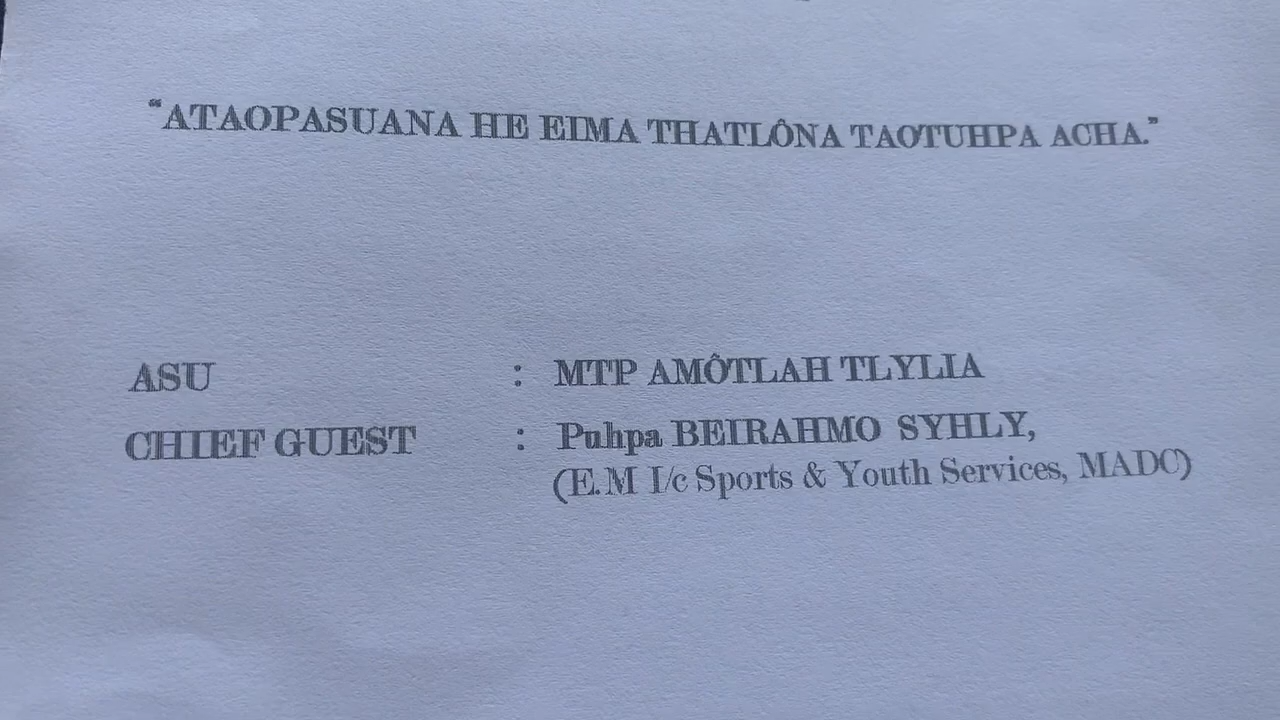 “ATAOPASUANA HE EIMA THATLÔNA TAOTUHPA ACHA.”
ASU : MTP AMÔTLAH TLYLIA
CHIEF GUEST : Puhpa BEIRAHMO SYHLY,
(E.M I/c Sports & Youth Services, MADC)